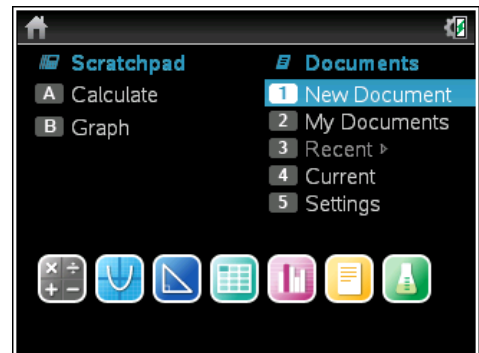 Scratchpad
A Calculate
B Graph
Documents
1 New Document
2 My Documents
3 Recent ▹
4 Current
5 Settings